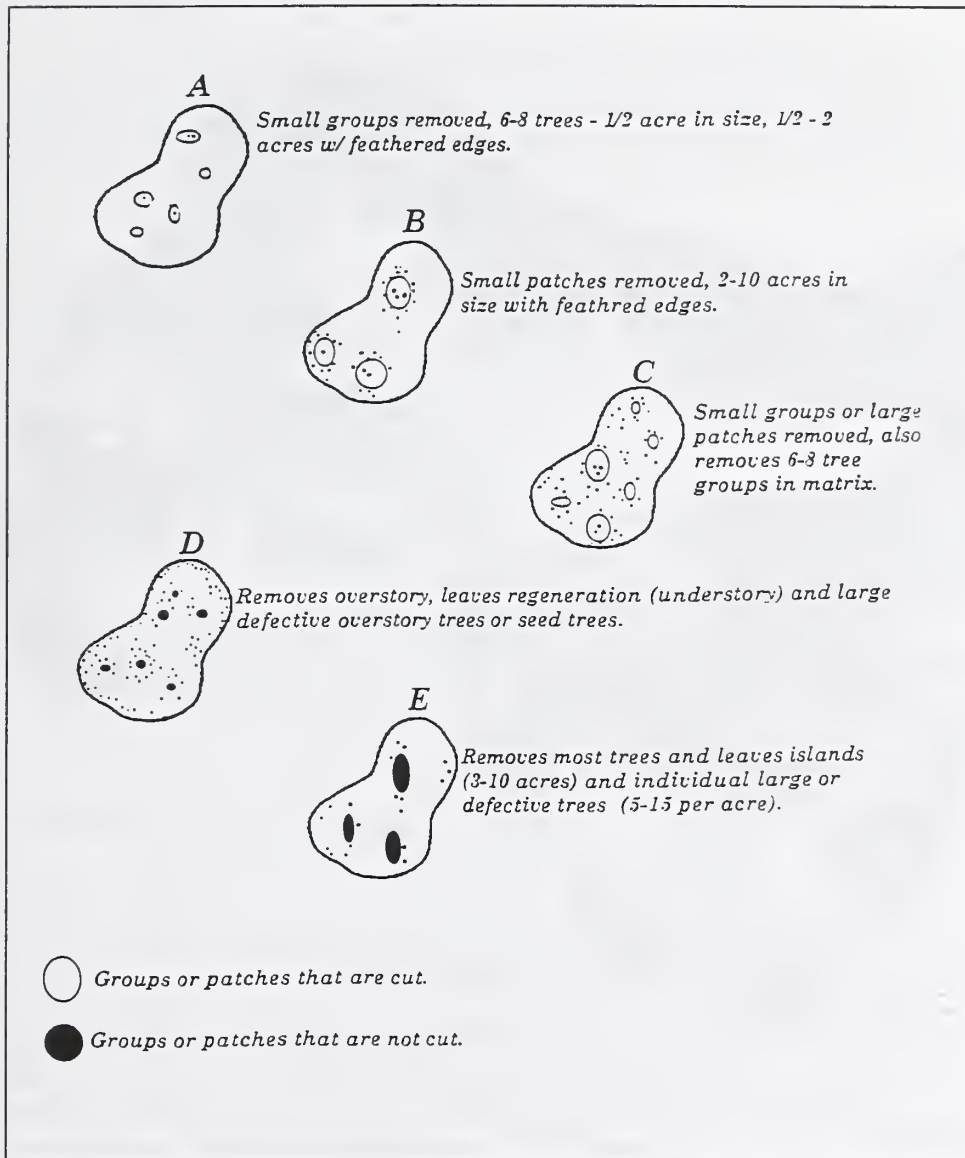 A
Small groups removed, 6-8 trees - 1/2 acre in size, 1/2 - 2
acres w/ feathered edges.
B
Small patches removed, 2-10 acres in
size with feathred edges.
C
Small groups or large
patches removed, also
removes 6-8 tree
groups in matrix.
D
Removes overstory, leaves regeneration (understory) and large
defective overstory trees or seed trees.
E
Removes most trees and leaves islands
(3-10 acres) and individual large or
defective trees (5-15 per acre).
Groups or patches that are cut.
Groups or patches that are not cut.